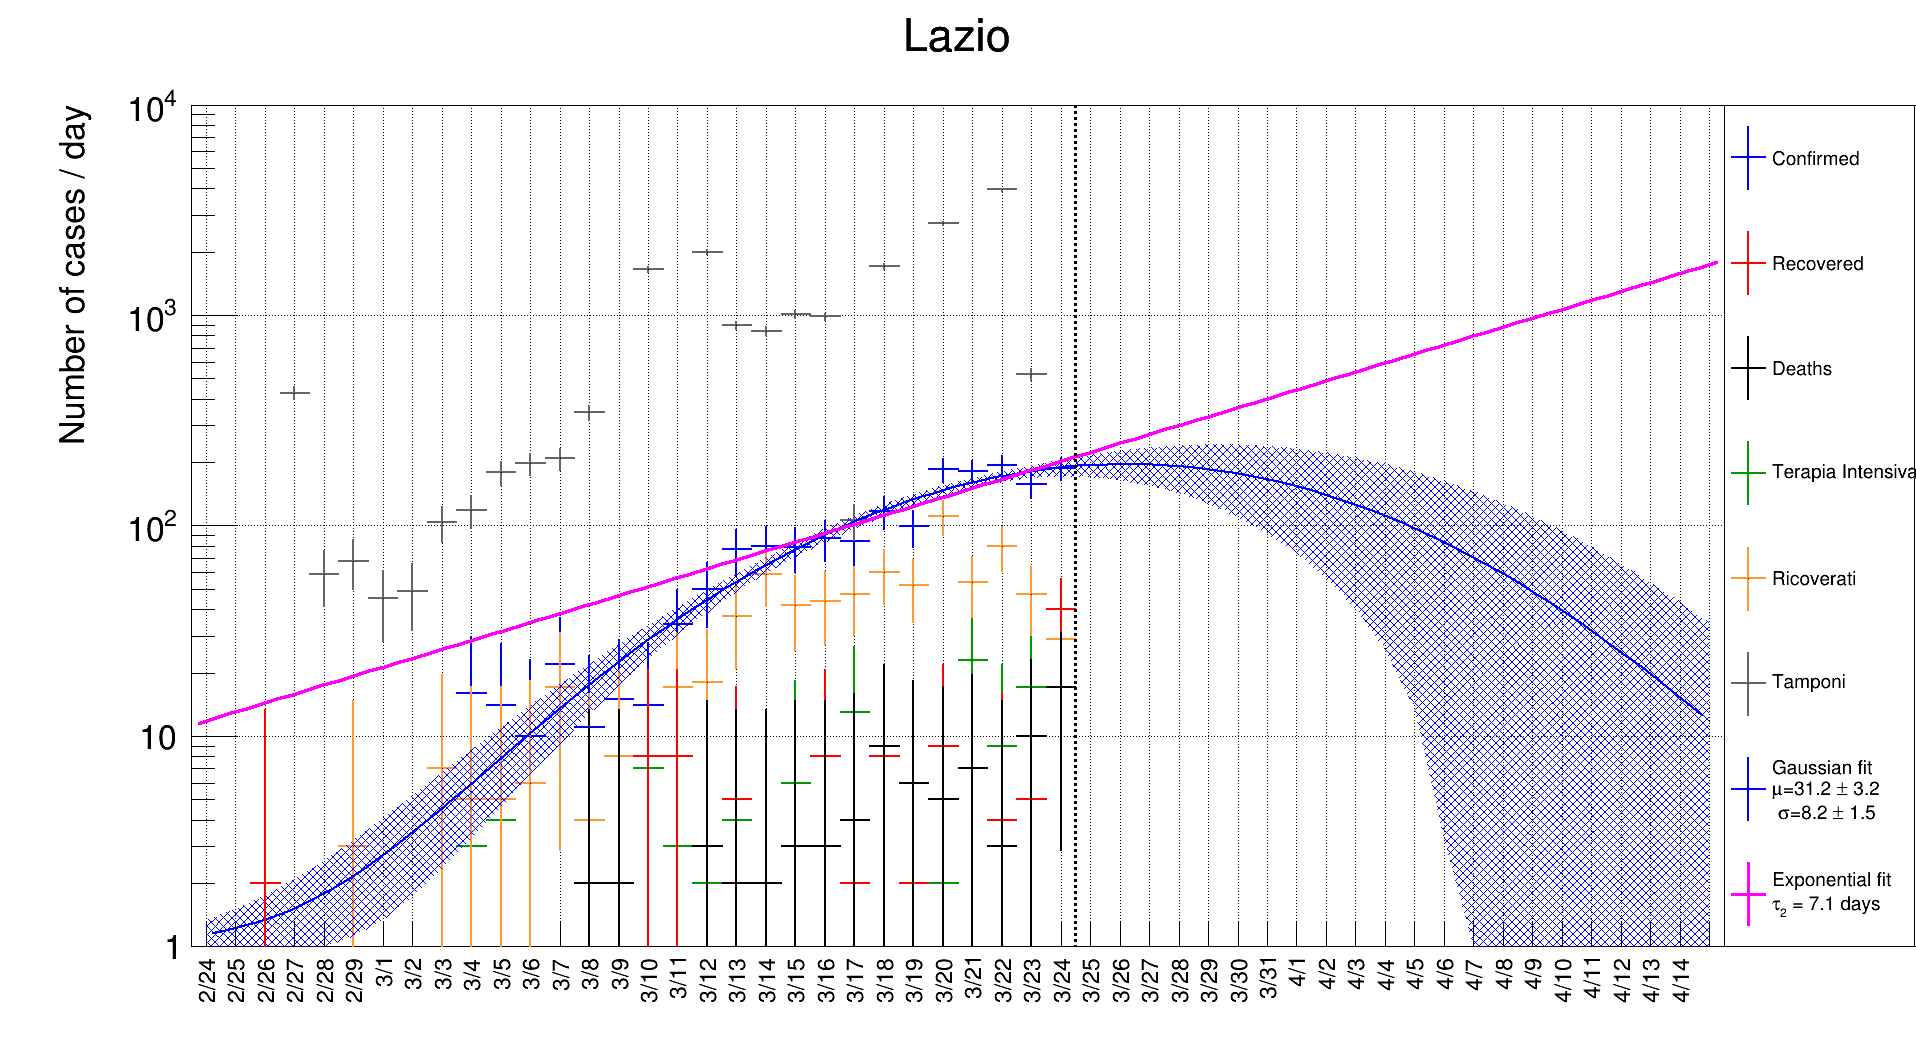 Lazio
Number of cases / day
10⁴
10³
10²
10
1
2/24 2/25 2/26 2/27 2/28 2/29 3/1 3/2 3/3 3/4 3/5 3/6 3/7 3/8 3/9 3/10 3/11 3/12 3/13 3/14 3/15 3/16 3/17 3/18 3/19 3/20 3/21 3/22 3/23 3/24 3/25 3/26 3/27 3/28 3/29 3/30 3/31 4/1 4/2 4/3 4/4 4/5 4/6 4/7 4/8 4/9 4/10 4/11 4/12 4/13 4/14
Confirmed
Recovered
Deaths
Terapia Intensiva
Ricoverati
Tamponi
Gaussian fit
μ=31.2 ± 3.2
σ=8.2 ± 1.5
Exponential fit
τ₂ = 7.1 days